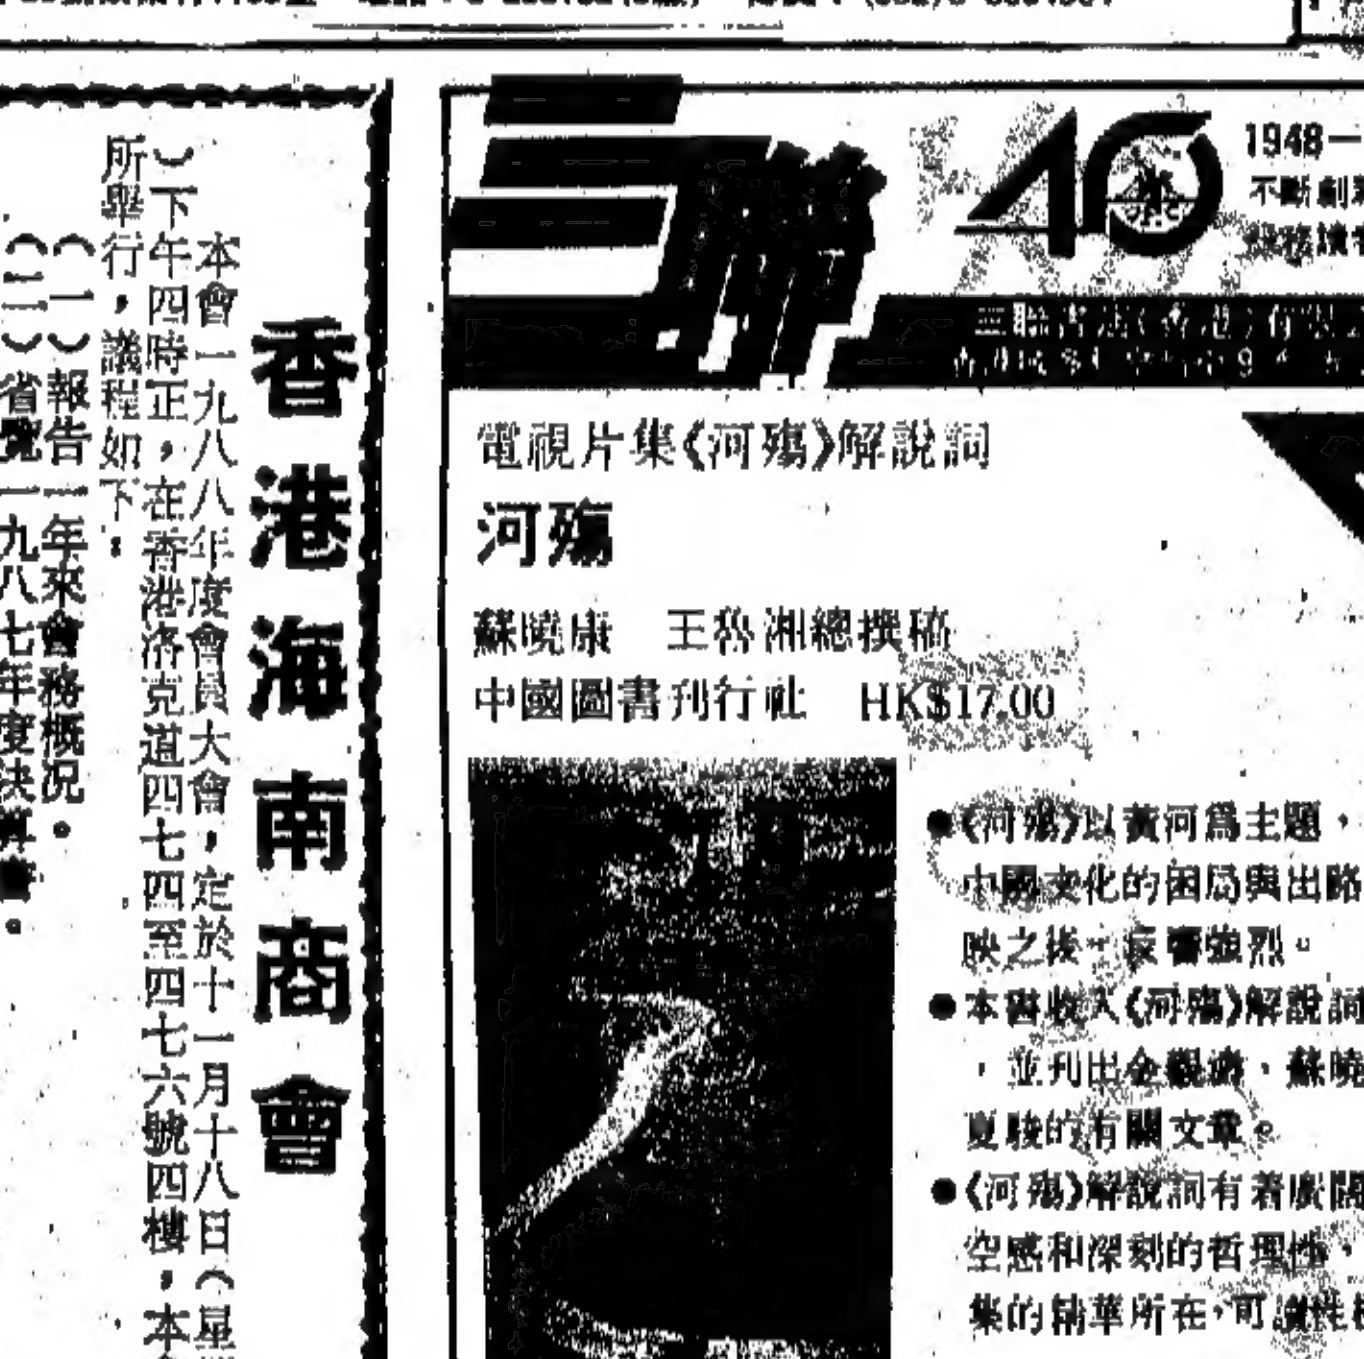 香港海南商會
本會一九八八年度會員大會，定於十一月十八日（星
）下午四時正，在香港洛克道四七四至四七六號四樓，本
所舉行，議程如下：
（一）報告一年來會務概況。
（二）省覽一九八七年度決算
三聯
40
1948—
不斷創
電視片集《河殤》解說詞
河殤
蘇曉康　王魯湘總撰稿
中國圖書刊行社　HK$17.00
●《河殤》以黃河爲主題，
中國文化的困局與出路
映之後，反響強烈。
●本書收入《河殤》解說詞
，並刊出金觀濤、蘇曉
夏駿的有關文章。
●《河殤》解說詞有着廣闊
空感和深刻的哲理性，
集的精華所在，可讀性